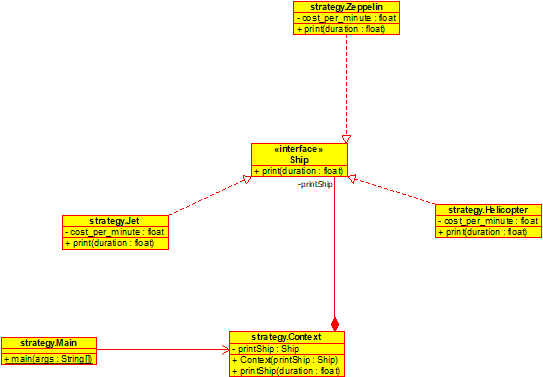 strategy.Zeppelin
- cost_per_minute : float
+ print(duration : float)
«interface»
Ship
+ print(duration : float)
-printShip
strategy.Jet
- cost_per_minute : float
+ print(duration : float)
strategy.Helicopter
- cost_per_minute : float
+ print(duration : float)
strategy.Main
+ main(args : String[])
strategy.Context
- printShip : Ship
+ Context(printShip : Ship)
+ printShip(duration : float)